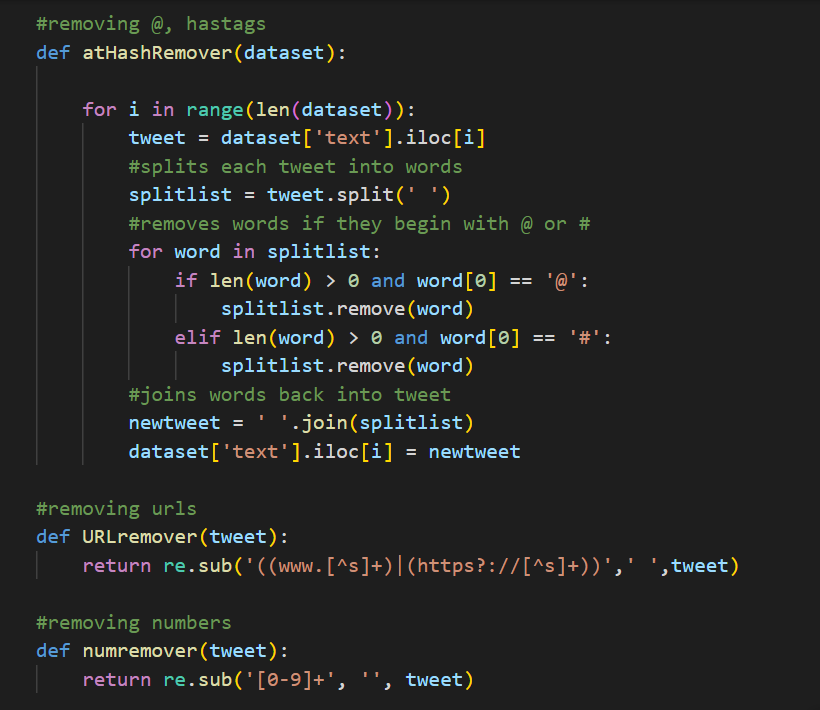 #removing @, hastags
def atHashRemover(dataset):
    for i in range(len(dataset)):
        tweet = dataset['text'].iloc[i]
        #splits each tweet into words
        splitlist = tweet.split(' ')
        #removes words if they begin with @ or #
        for word in splitlist:
            if len(word) > 0 and word[0] == '@':
                splitlist.remove(word)
            elif len(word) > 0 and word[0] == '#':
                splitlist.remove(word)
        #joins words back into tweet
        newtweet = ' '.join(splitlist)
        dataset['text'].iloc[i] = newtweet
#removing urls
def URLremover(tweet):
    return re.sub('((www.[^s]+)|(https?://[^s]+))',' ',tweet)
#removing numbers
def numremover(tweet):
    return re.sub('[0-9]+', '', tweet)